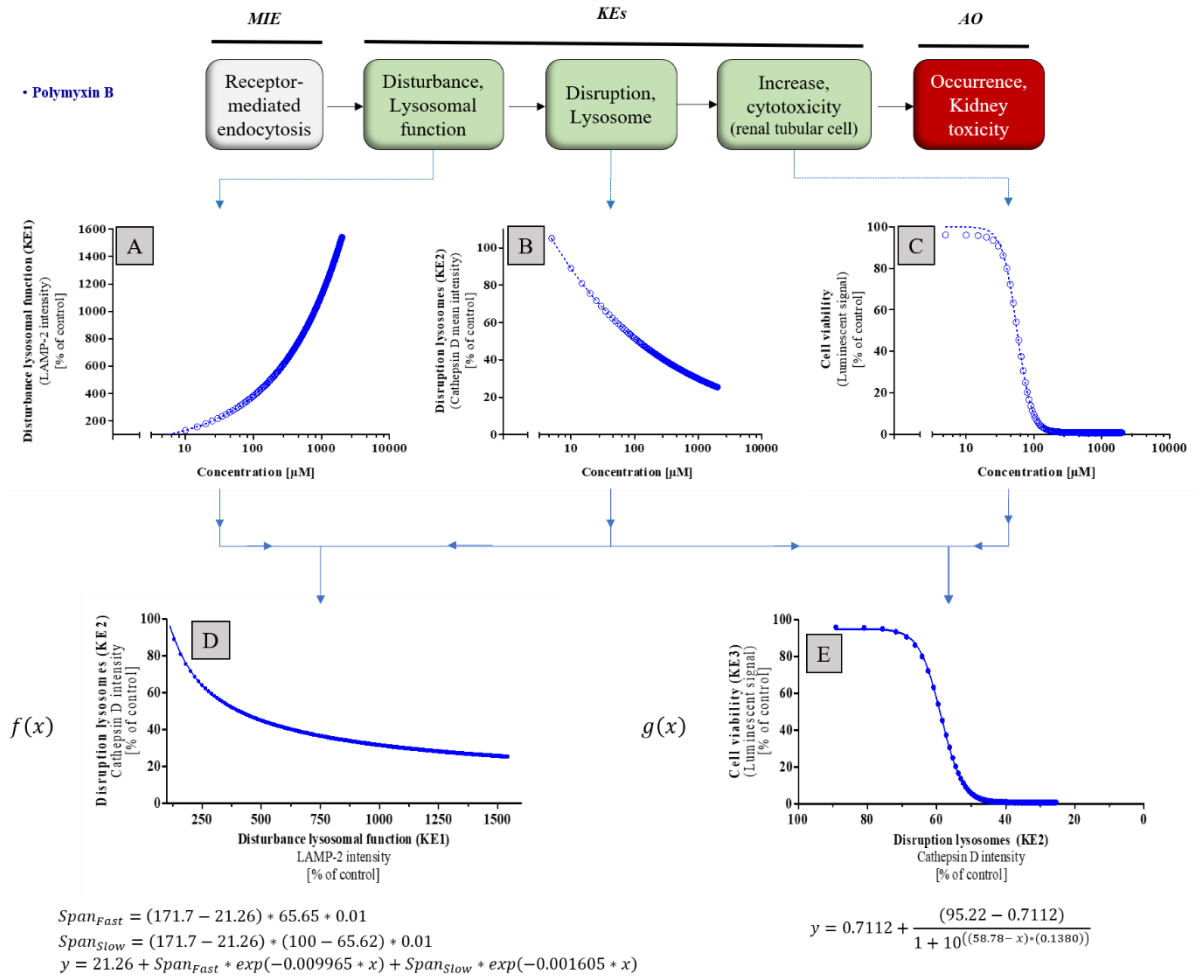 MIE
KEs
AO
• Polymyxin B
Receptor-
mediated
endocytosis
Disturbance,
Lysosomal
function
Disruption,
Lysosome
Increase,
cytotoxicity
(renal tubular cell)
Occurrence,
Kidney
toxicity
A
Disturbance lysosomal function (KE1)
(LAMP-2 intensity)
[% of control]
1600
1400
1200
1000
800
600
400
200
10
100
1000
10000
Concentration [µM]
B
Disruption lysosomes (KE2)
(Cathepsin D mean intensity)
[% of control]
100
80
60
40
20
0
10
100
1000
10000
Concentration [µM]
C
Cell viability
(Luminescent signal)
[% of control]
100
80
60
40
20
0
10
100
1000
10000
Concentration [µM]
f(x)
D
Disruption lysosomes (KE2)
Cathepsin D intensity
[% of control]
100
80
60
40
20
0
250
500
750
1000
1250
1500
Disturbance lysosomal function (KE1)
LAMP-2 intensity
[% of control]
g(x)
E
Cell viability (KE3)
(Luminescent signal)
[% of control]
100
80
60
40
20
0
100
80
60
40
20
0
Disruption lysosomes (KE2)
Cathepsin D intensity
[% of control]
Span_Fast = (171.7 − 21.26) * 65.65 * 0.01
Span_Slow = (171.7 − 21.26) * (100 − 65.62) * 0.01
y = 21.26 + Span_Fast * exp(−0.009965 * x) + Span_Slow * exp(−0.001605 * x)
y = 0.7112 + (95.22 − 0.7112) / 1 + 10^((58.78− x)*(0.1380))